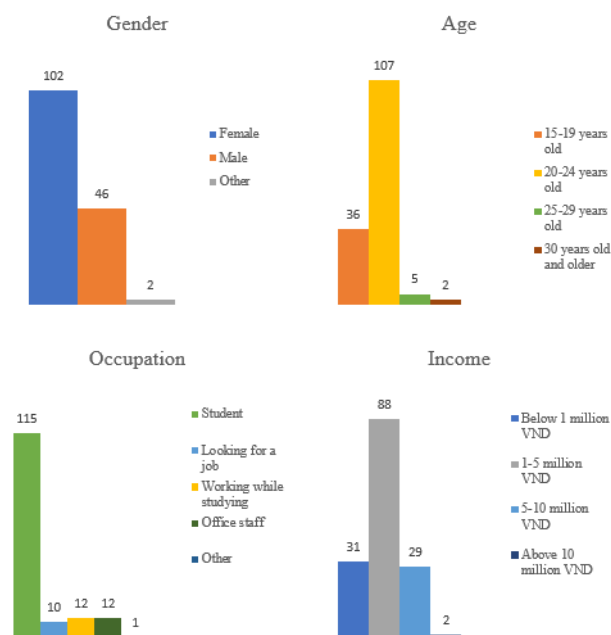 Gender
102
46
2
Female
Male
Other
Age
107
36
5
2
15-19 years
old
20-24 years
old
25-29 years
old
30 years old
and older
Occupation
115
10
12
12
1
Student
Looking for a
job
Working while
studying
Office staff
Other
Income
88
31
29
2
Below 1 million
VND
1-5 million
VND
5-10 million
VND
Above 10
million VND